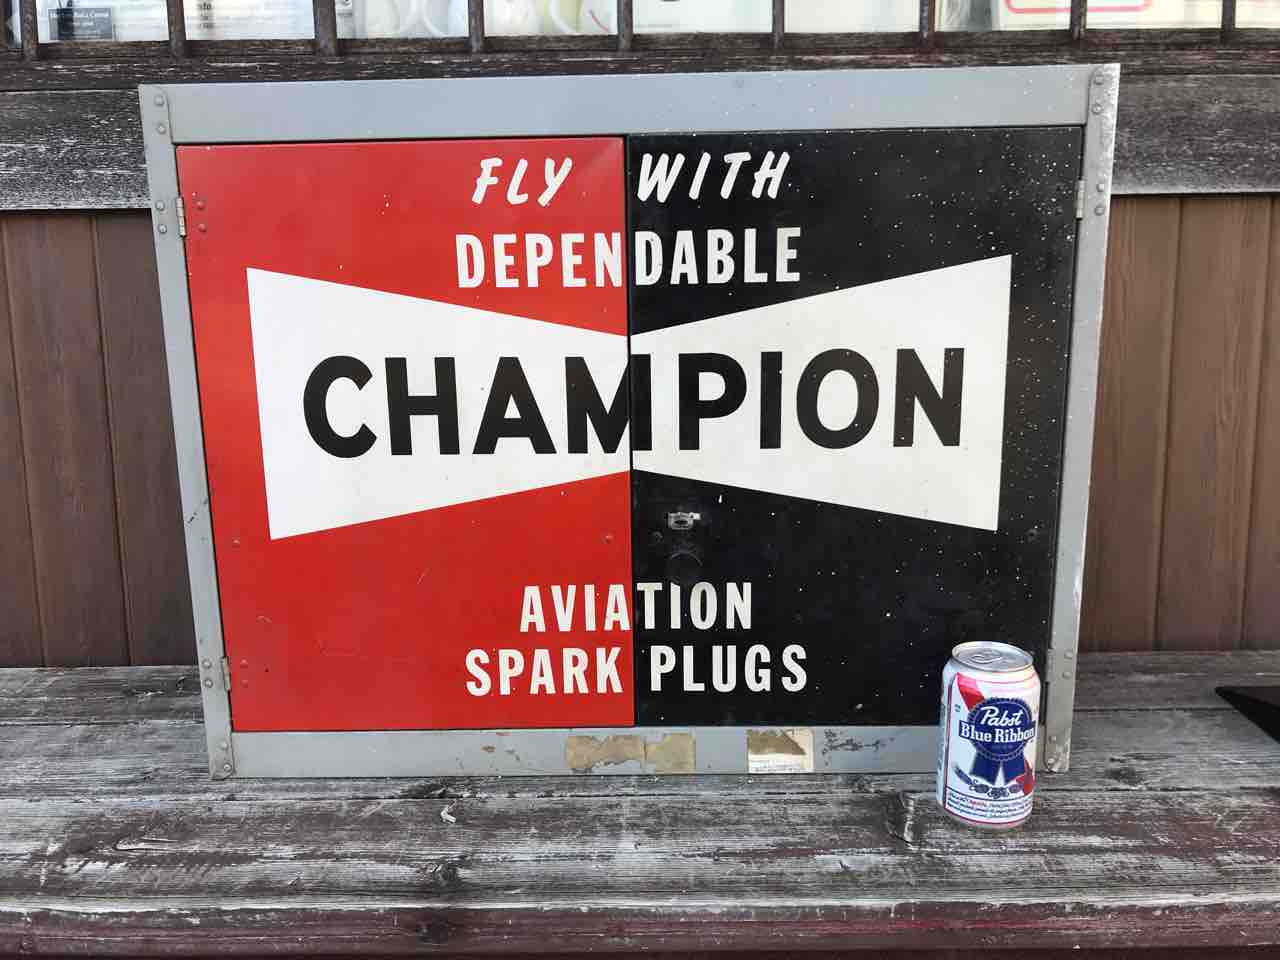 FLY WITH
DEPENDABLE
CHAMPION
AVIATION
SPARK PLUGS
Pabst
Blue Ribbon